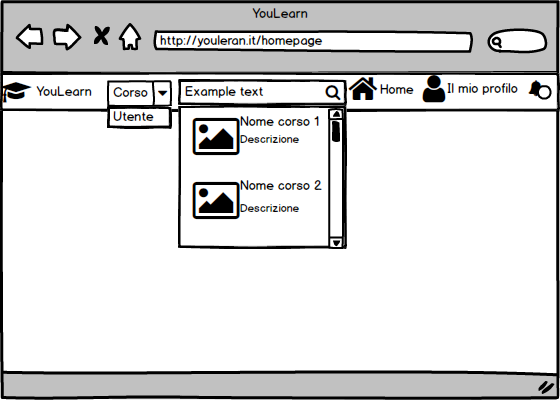 YouLearn
http://youleran.it/homepage
YouLearn
Corso
Example text
Home
Il mio profilo
Utente
Nome corso 1
Descrizione
Nome corso 2
Descrizione